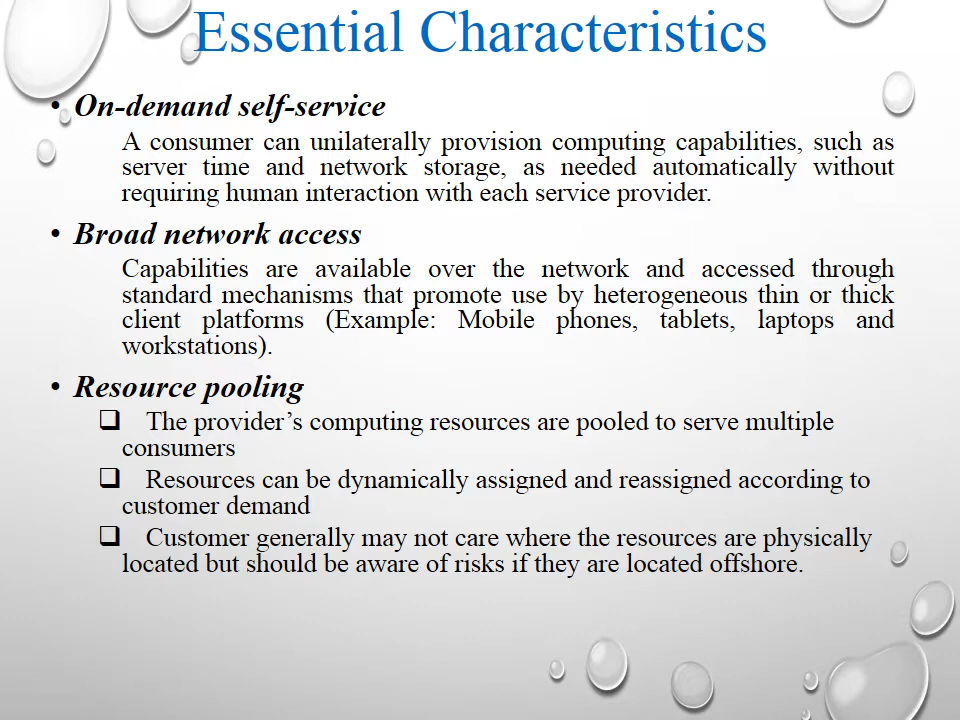 Essential Characteristics
• On-demand self-service
A consumer can unilaterally provision computing capabilities, such as
server time and network storage, as needed automatically without
requiring human interaction with each service provider.
• Broad network access
Capabilities are available over the network and accessed through
standard mechanisms that promote use by heterogeneous thin or thick
client platforms (Example: Mobile phones, tablets, laptops and
workstations).
• Resource pooling
❑ The provider’s computing resources are pooled to serve multiple
consumers
❑ Resources can be dynamically assigned and reassigned according to
customer demand
❑ Customer generally may not care where the resources are physically
located but should be aware of risks if they are located offshore.